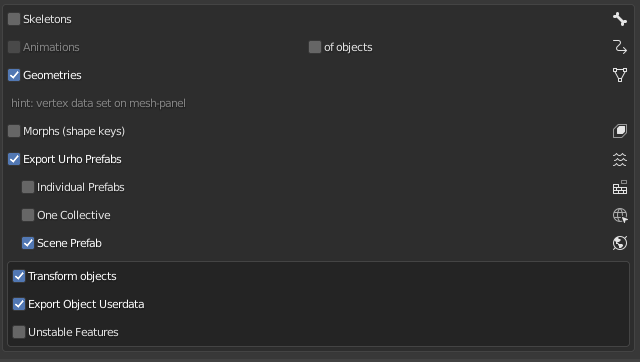 Skeletons
Animations of objects
Geometries
hint: vertex data set on mesh-panel
Morphs (shape keys)
Export Urho Prefabs
Individual Prefabs
One Collective
Scene Prefab
Transform objects
Export Object Userdata
Unstable Features